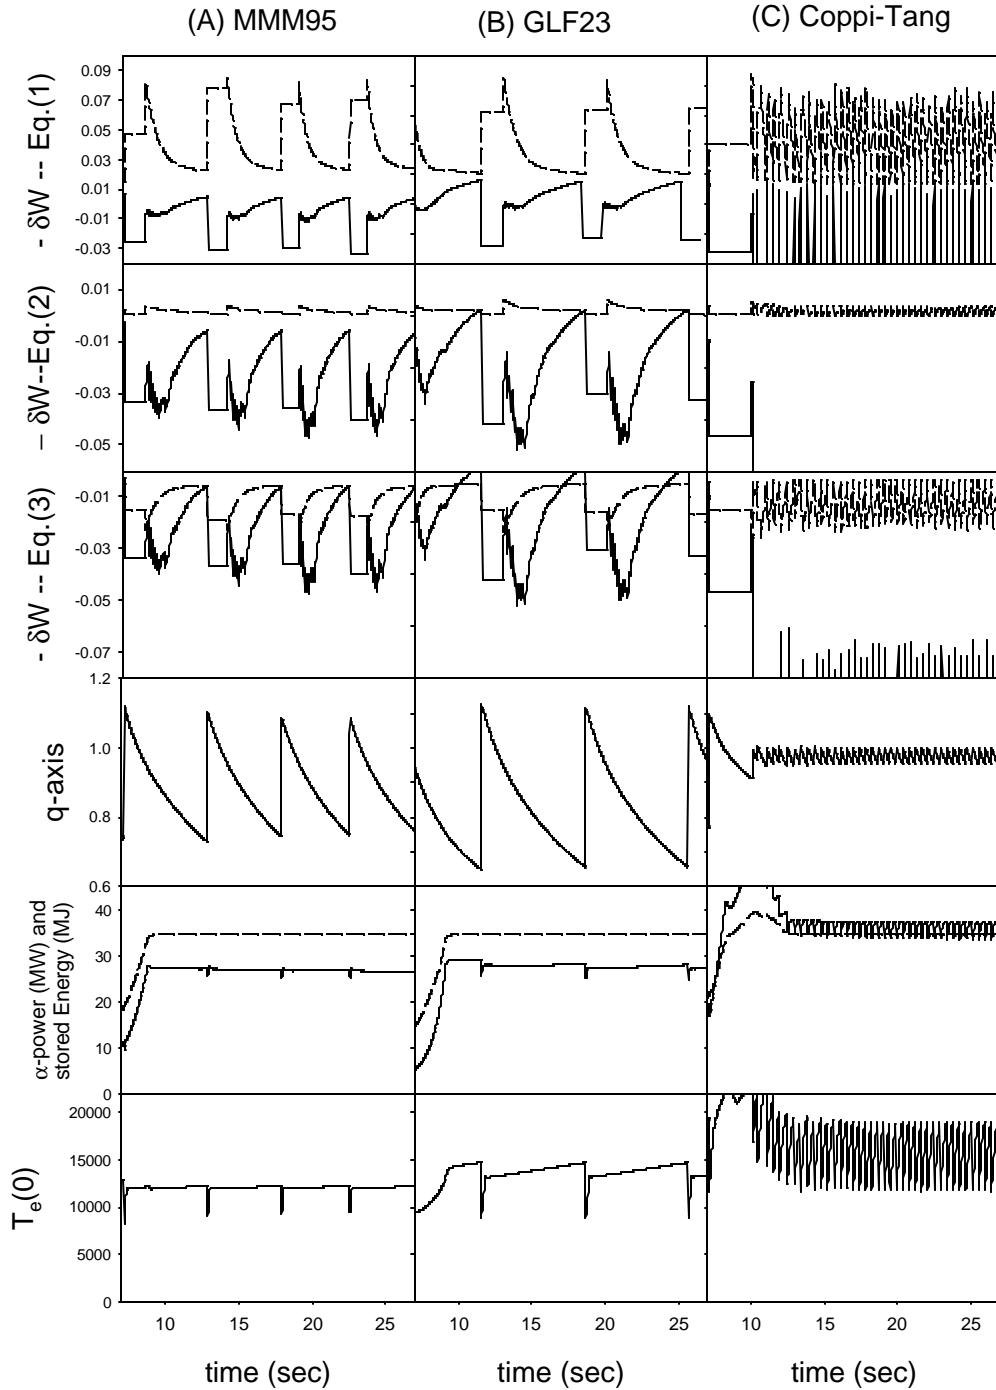 (A) MMM95
(B) GLF23
(C) Coppi-Tang
- δW -- Eq.(1)
0.09
0.07
0.05
0.03
0.01
-0.01
-0.03
– δW--Eq.(2)
0.01
-0.01
-0.03
-0.05
- δW -- Eq.(3)
-0.01
-0.03
-0.05
-0.07
q-axis
1.2
1.0
0.8
0.6
α-power (MW) and
stored Energy (MJ)
40
30
20
10
0
Te(0)
20000
15000
10000
5000
0
10 15 20 25
10 15 20 25
10 15 20 25
time (sec)
time (sec)
time (sec)